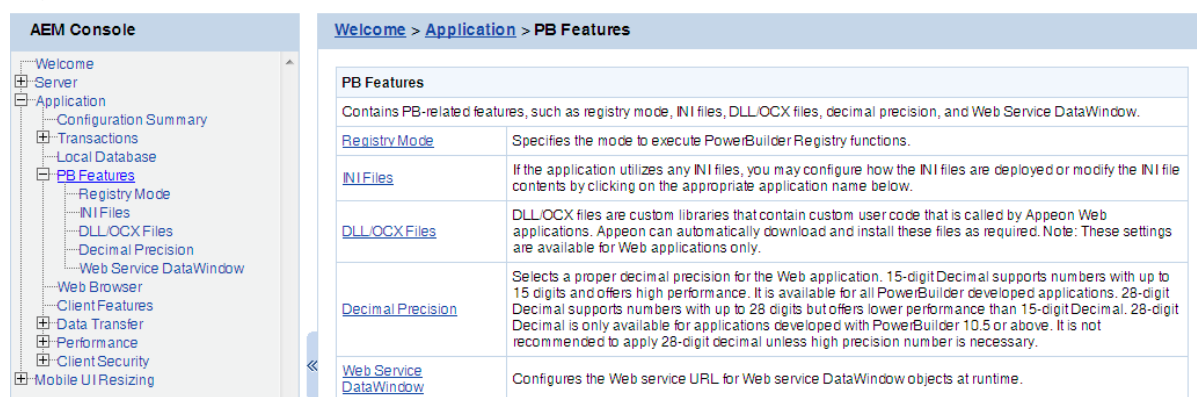 AEM Console
Welcome
Server
Application
Configuration Summary
Transactions
Local Database
PB Features
Registry Mode
INI Files
DLL/OCX Files
Decimal Precision
Web Service DataWindow
Web Browser
Client Features
Data Transfer
Performance
Client Security
Mobile UI Resizing
«
Welcome > Application > PB Features
PB Features
Contains PB-related features, such as registry mode, INI files, DLL/OCX files, decimal precision, and Web Service DataWindow.
Registry Mode
Specifies the mode to execute PowerBuilder Registry functions.
INI Files
If the application utilizes any INI files, you may configure how the INI files are deployed or modify the INI file
contents by clicking on the appropriate application name below.
DLL/OCX Files
DLL/OCX files are custom libraries that contain custom user code that is called by Appeon Web
applications. Appeon can automatically download and install these files as required. Note: These settings
are available for Web applications only.
Decimal Precision
Selects a proper decimal precision for the Web application. 15-digit Decimal supports numbers with up to
15 digits and offers high performance. It is available for all PowerBuilder developed applications. 28-digit
Decimal supports numbers with up to 28 digits but offers lower performance than 15-digit Decimal. 28-digit
Decimal is only available for applications developed with PowerBuilder 10.5 or above. It is not
recommended to apply 28-digit decimal unless high precision number is necessary.
Web Service
DataWindow
Configures the Web service URL for Web service DataWindow objects at runtime.